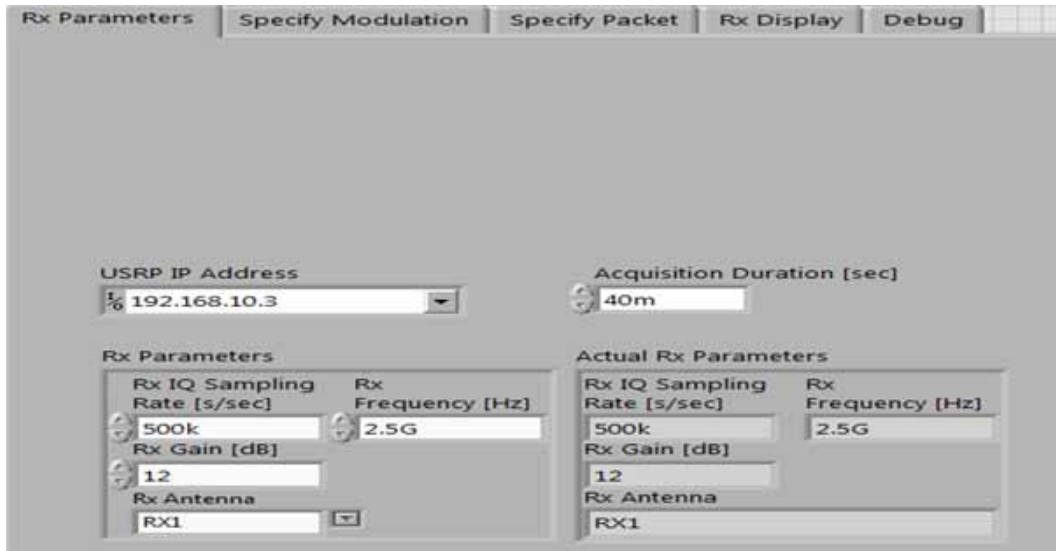 Rx Parameters Specify Modulation Specify Packet Rx Display Debug
USRP IP Address
192.168.10.3
Acquisition Duration [sec]
40m
Rx Parameters
Rx IQ Sampling Rate [s/sec]
500k
Rx Frequency [Hz]
2.5G
Rx Gain [dB]
12
Rx Antenna
RX1
Actual Rx Parameters
Rx IQ Sampling Rate [s/sec]
500k
Rx Frequency [Hz]
2.5G
Rx Gain [dB]
12
Rx Antenna
RX1